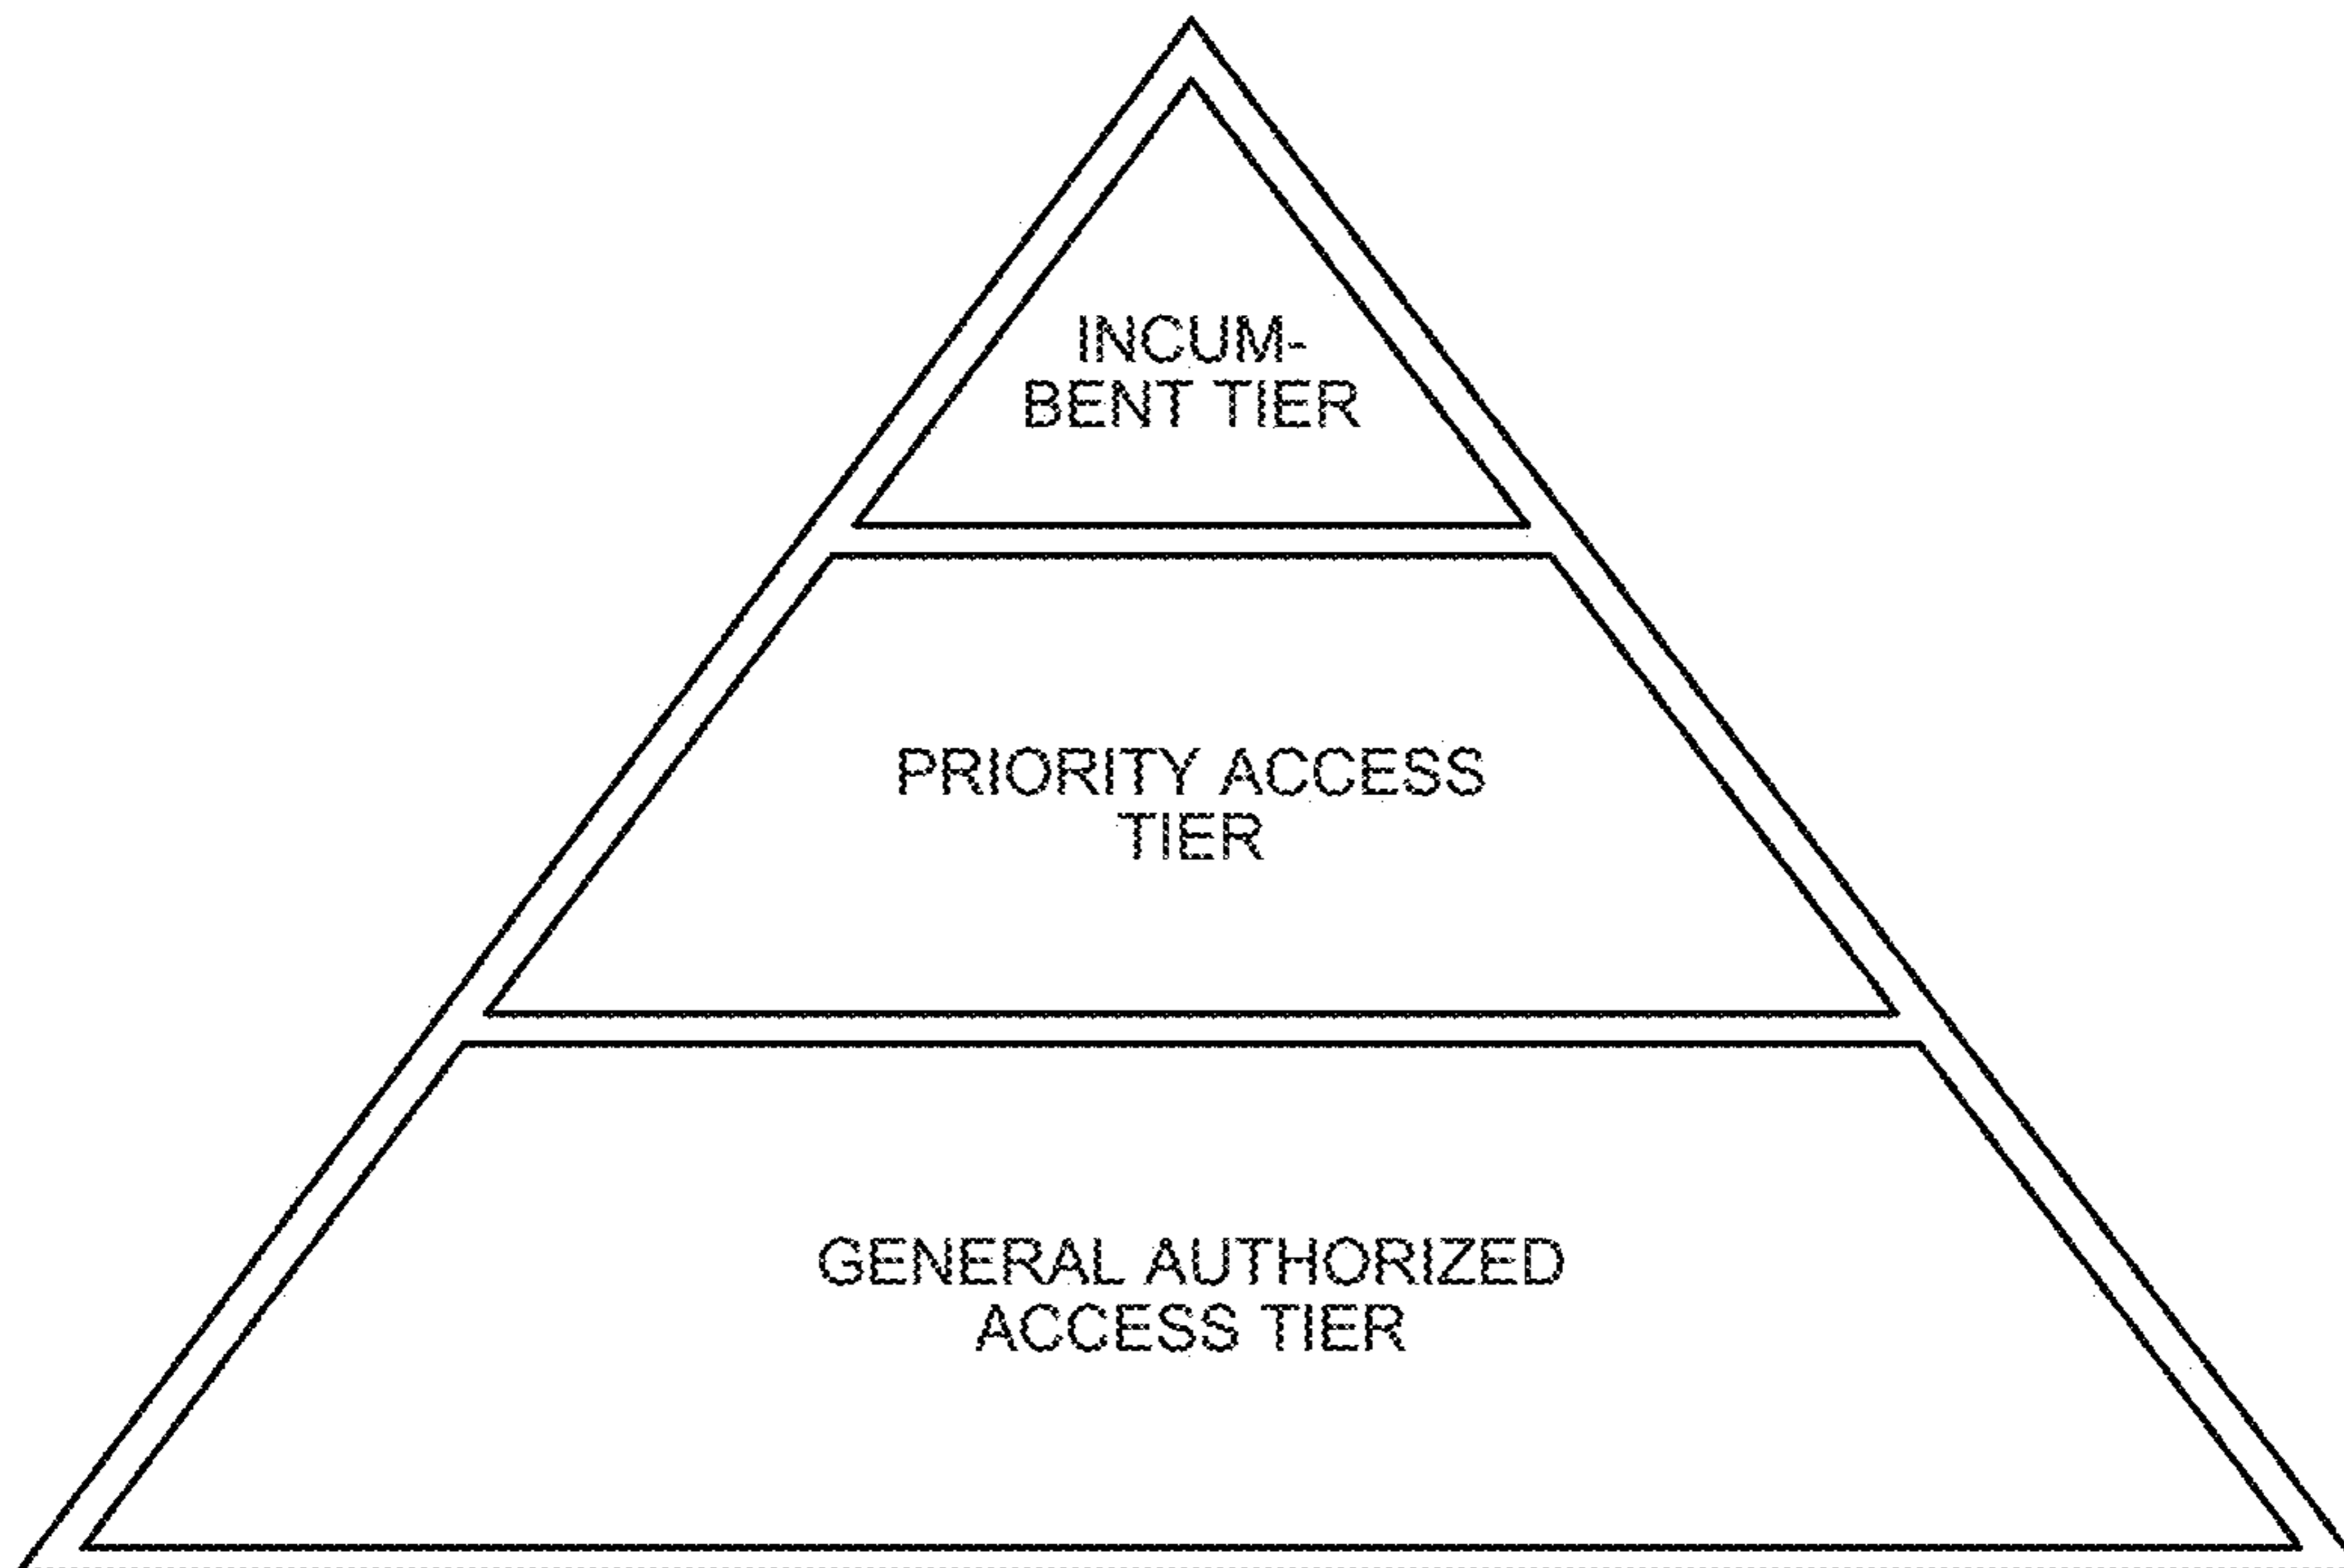 INCUM-
BENT TIER
PRIORITY ACCESS
TIER
GENERAL AUTHORIZED
ACCESS TIER